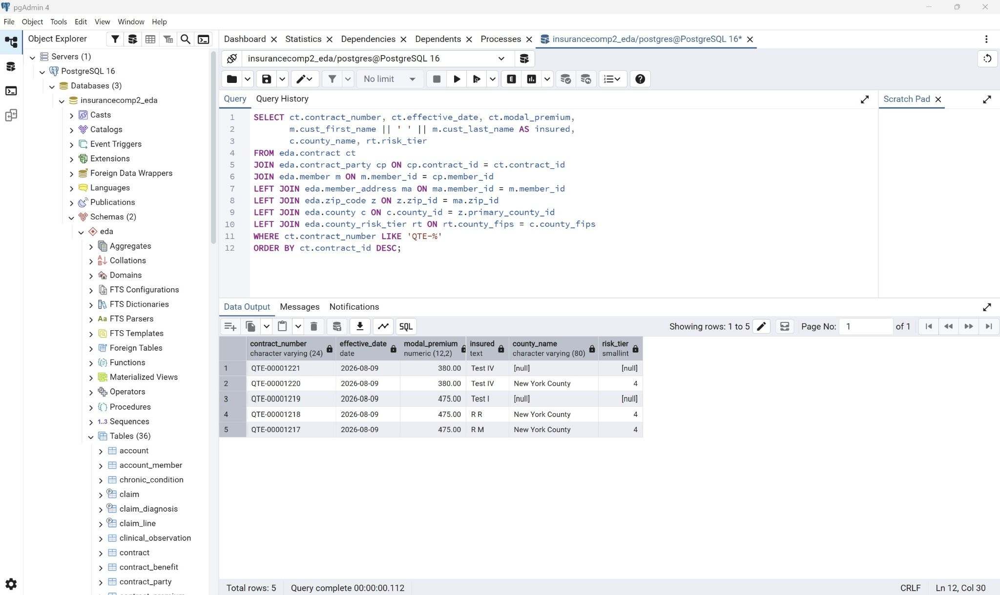 pgAdmin 4
File Object Tools Edit View Window Help
Object Explorer
Dashboard Statistics Dependencies Dependents Processes insurancecomp2_eda/postgres@PostgreSQL 16*
insurancecomp2_eda/postgres@PostgreSQL 16
No limit
E
Servers (1)
PostgreSQL 16
Databases (3)
insurancecomp2_eda
Casts
Catalogs
Event Triggers
Extensions
Foreign Data Wrappers
Languages
Publications
Schemas (2)
eda
Aggregates
Collations
Domains
FTS Configurations
FTS Dictionaries
Aa FTS Parsers
FTS Templates
Foreign Tables
Functions
Materialized Views
Operators
Procedures
1..3 Sequences
Tables (36)
account
account_member
chronic_condition
claim
claim_diagnosis
claim_line
clinical_observation
contract
contract_benefit
contract_party
Query Query History
Scratch Pad
1 SELECT ct.contract_number, ct.effective_date, ct.modal_premium,
2 m.cust_first_name || ' ' || m.cust_last_name AS insured,
3 c.county_name, rt.risk_tier
4 FROM eda.contract ct
5 JOIN eda.contract_party cp ON cp.contract_id = ct.contract_id
6 JOIN eda.member m ON m.member_id = cp.member_id
7 LEFT JOIN eda.member_address ma ON ma.member_id = m.member_id
8 LEFT JOIN eda.zip_code z ON z.zip_id = ma.zip_id
9 LEFT JOIN eda.county c ON c.county_id = z.primary_county_id
10 LEFT JOIN eda.county_risk_tier rt ON rt.county_fips = c.county_fips
11 WHERE ct.contract_number LIKE 'QTE-%'
12 ORDER BY ct.contract_id DESC;
Data Output Messages Notifications
SQL Showing rows: 1 to 5 Page No: 1 of 1
contract_number effective_date modal_premium insured county_name risk_tier
character varying (24) date numeric (12,2) text character varying (80) smallint
1 QTE-00001221 2026-08-09 380.00 Test IV [null] [null]
2 QTE-00001220 2026-08-09 380.00 Test IV New York County 4
3 QTE-00001219 2026-08-09 475.00 Test I [null] [null]
4 QTE-00001218 2026-08-09 475.00 R R New York County 4
5 QTE-00001217 2026-08-09 475.00 R M New York County 4
Total rows: 5 Query complete 00:00:00.112 CRLF Ln 12, Col 30